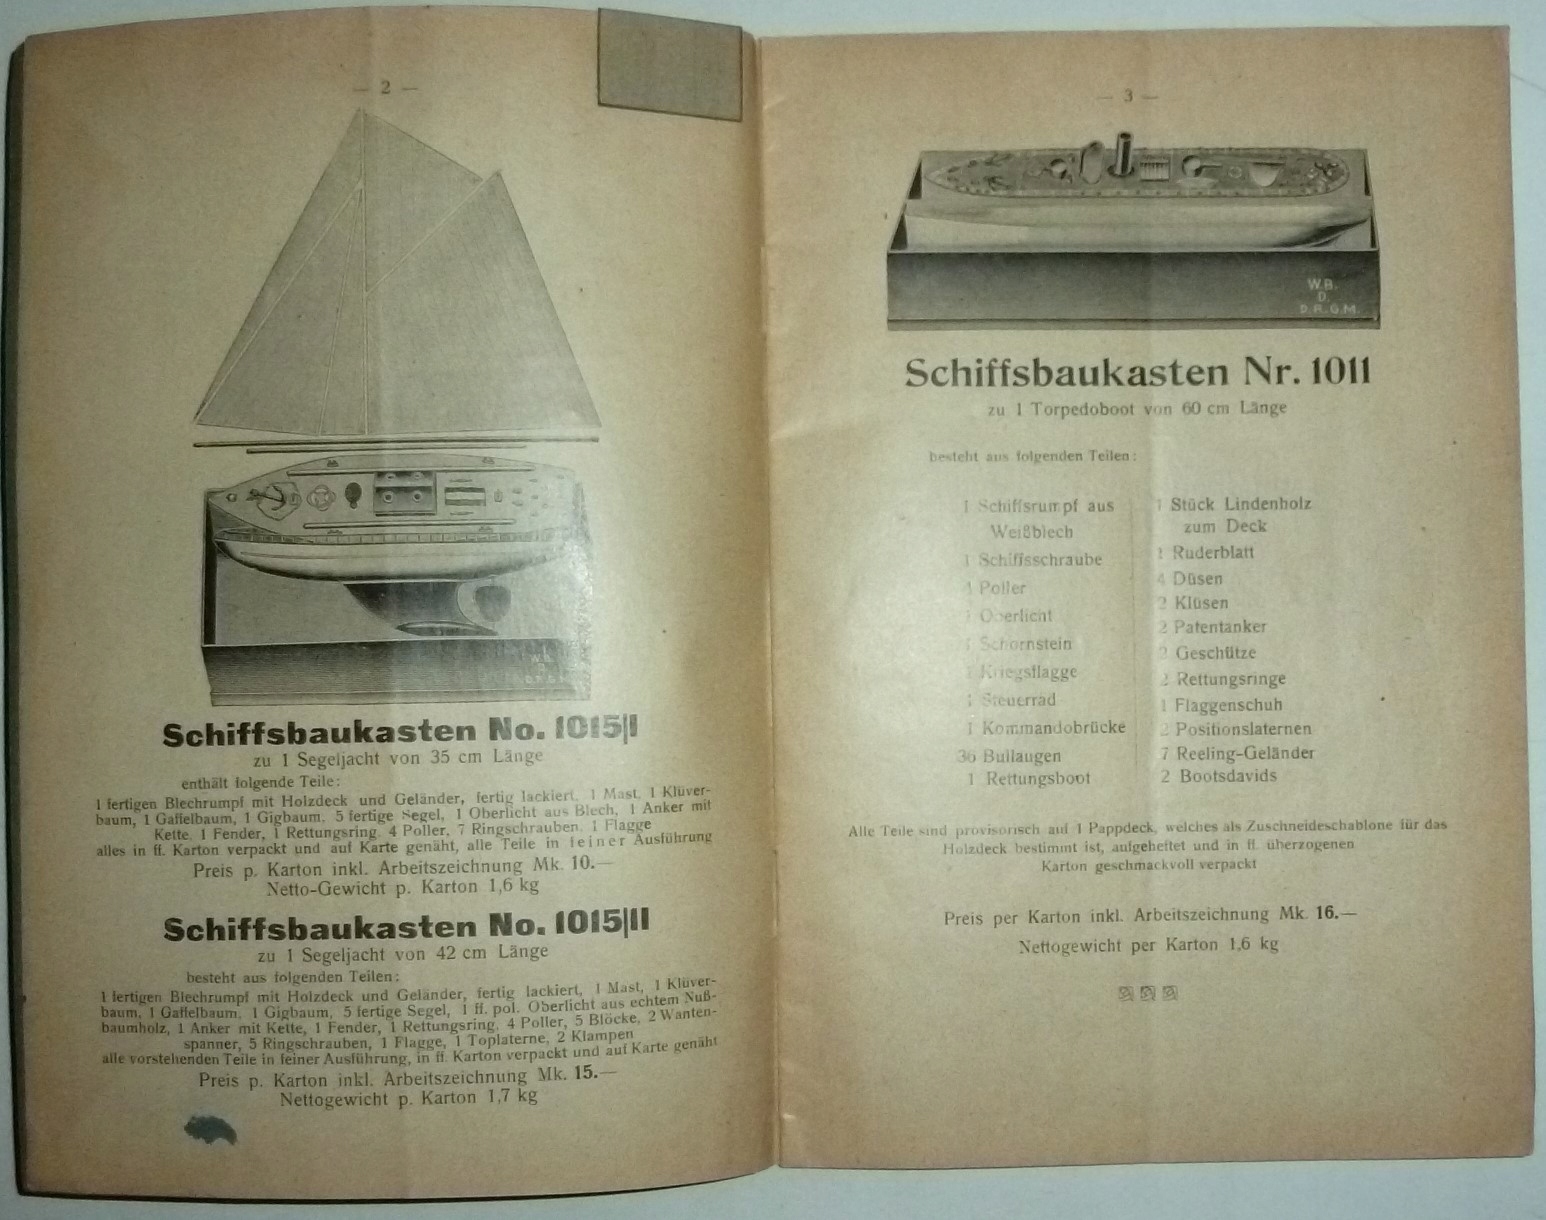 — 2 —
Schiffsbaukasten No. 1015|I
zu 1 Segeljacht von 35 cm Länge
enthält folgende Teile:
1 fertigen Blechrumpf mit Holzdeck und Geländer, fertig lackiert, 1 Mast, 1 Klüver-
baum, 1 Gaffelbaum, 1 Gigbaum, 5 fertige Segel, 1 Oberlicht aus Blech, 1 Anker mit
Kette, 1 Fender, 1 Rettungsring, 4 Poller, 7 Ringschrauben, 1 Flagge
alles in ff. Karton verpackt und auf Karte genäht, alle Teile in feiner Ausführung
Preis p. Karton inkl. Arbeitszeichnung Mk. 10.—
Netto-Gewicht p. Karton 1,6 kg
Schiffsbaukasten No. 1015|II
zu 1 Segeljacht von 42 cm Länge
besteht aus folgenden Teilen:
1 fertigen Blechrumpf mit Holzdeck und Geländer, fertig lackiert, 1 Mast, 1 Klüver-
baum, 1 Gaffelbaum, 1 Gigbaum, 5 fertige Segel, 1 ff. pol. Oberlicht aus echtem Nuß-
baumholz, 1 Anker mit Kette, 1 Fender, 1 Rettungsring, 4 Poller, 5 Blöcke, 2 Wanten-
spanner, 5 Ringschrauben, 1 Flagge, 1 Toplaterne, 2 Klampen
alle vorstehenden Teile in feiner Ausführung, in ff. Karton verpackt und auf Karte genäht
Preis p. Karton inkl. Arbeitszeichnung Mk. 15.—
Nettogewicht p. Karton 1,7 kg
— 3 —
W.B.
D.
D.R.G.M.
Schiffsbaukasten Nr. 1011
zu 1 Torpedoboot von 60 cm Länge
besteht aus folgenden Teilen:
1 Schiffsrumpf aus
Weißblech
1 Schiffsschraube
4 Poller
1 Oberlicht
1 Schornstein
1 Kriegsflagge
1 Steuerrad
1 Kommandobrücke
36 Bullaugen
1 Rettungsboot
1 Stück Lindenholz
zum Deck
1 Ruderblatt
4 Düsen
2 Klüsen
2 Patentanker
2 Geschütze
2 Rettungsringe
1 Flaggenschuh
2 Positionslaternen
7 Reeling-Geländer
2 Bootsdavids
Alle Teile sind provisorisch auf 1 Pappdeck, welches als Zuschneideschablone für das
Holzdeck bestimmt ist, aufgeheftet und in ff. überzogenen
Karton geschmackvoll verpackt
Preis per Karton inkl. Arbeitszeichnung Mk. 16.—
Nettogewicht per Karton 1,6 kg